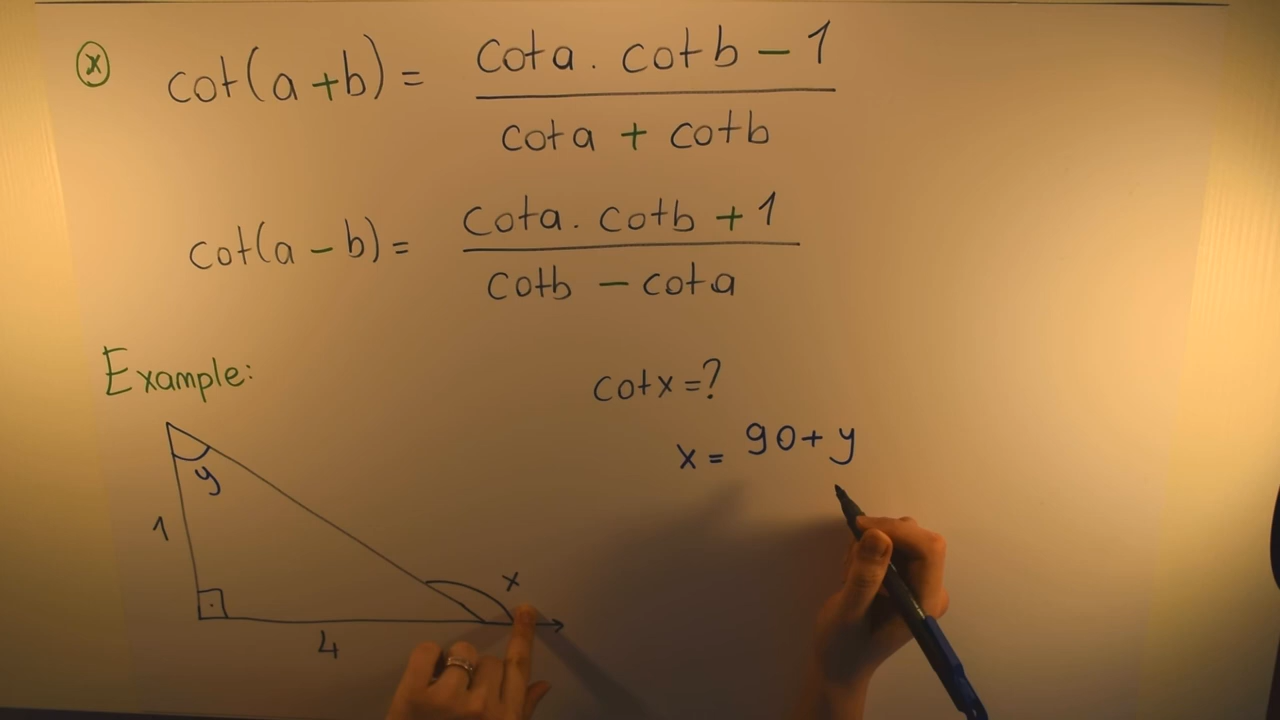 x cot(a+b) = cota . cotb - 1
cota + cotb
cot(a-b) = cota . cotb + 1
cotb - cota
Example:
cotx=?
x = 90+y
y
1
x
4